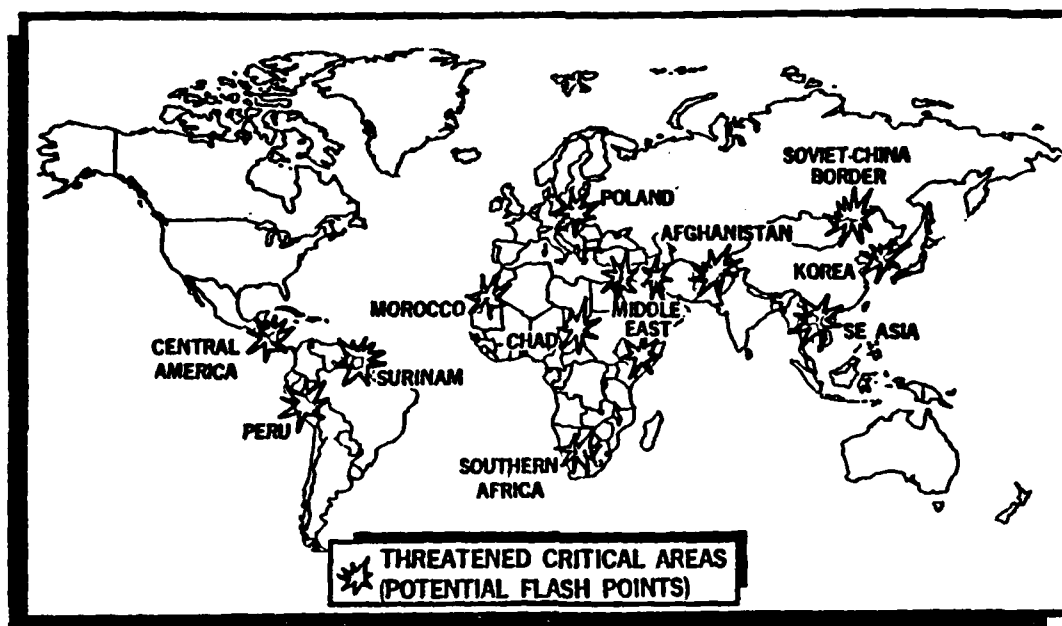 SOVIET-CHINA
BORDER
POLAND
AFGHANISTAN
KOREA
MOROCCO
MIDDLE
EAST
CHAD
SE ASIA
CENTRAL
AMERICA
SURINAM
PERU
SOUTHERN
AFRICA
THREATENED CRITICAL AREAS
(POTENTIAL FLASH POINTS)